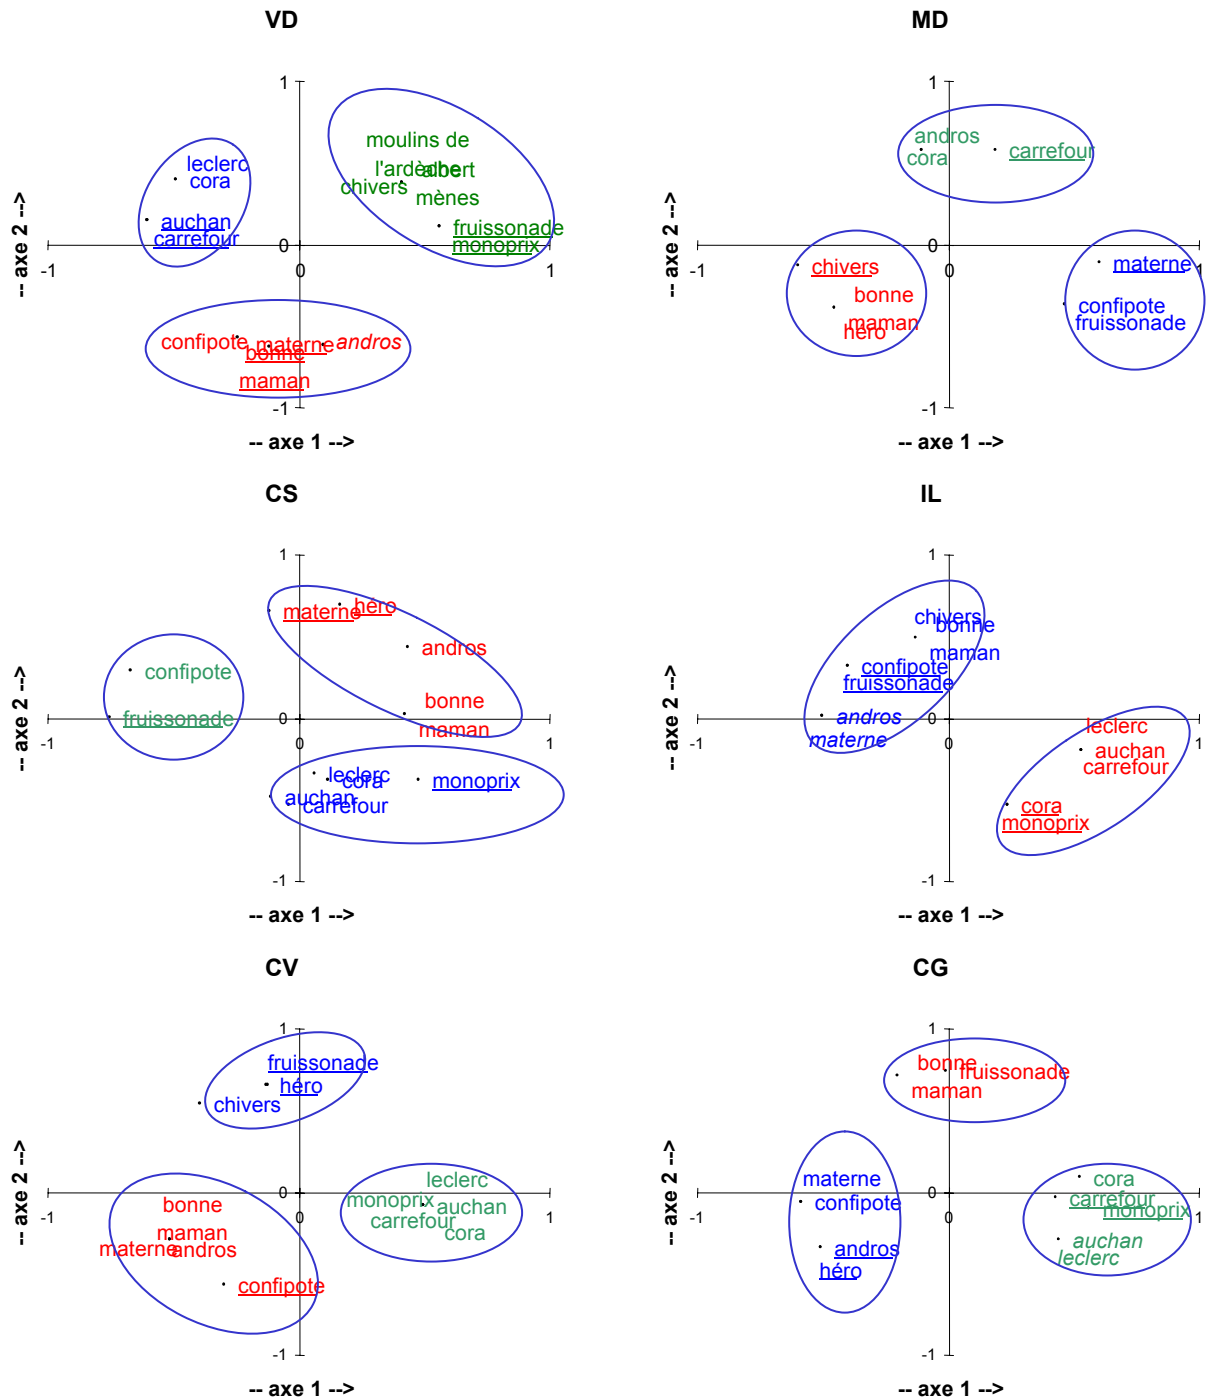 VD
1
-- axe 2 -->
moulins de
l'ardèche
albert
mènes
chivers
leclerc
cora
auchan
carrefour
fruissonade
monoprix
-1
0
0
1
confipote
materne
andros
bonne
maman
-1
-- axe 1 -->
MD
1
-- axe 2 -->
andros
cora
carrefour
-1
0
0
1
chivers
bonne
maman
héro
materne
confipote
fruissonade
-1
-- axe 1 -->
CS
1
-- axe 2 -->
materne
héro
andros
confipote
fruissonade
bonne
maman
-1
0
0
1
leclerc
cora
monoprix
auchan
carrefour
-1
-- axe 1 -->
IL
1
-- axe 2 -->
chivers
bonne
maman
confipote
fruissonade
andros
materne
-1
0
0
1
leclerc
auchan
carrefour
cora
monoprix
-1
-- axe 1 -->
CV
1
-- axe 2 -->
fruissonade
héro
chivers
-1
0
0
1
leclerc
monoprix
auchan
carrefour
cora
bonne
maman
materne
andros
confipote
-1
-- axe 1 -->
CG
1
-- axe 2 -->
bonne
maman
fruissonade
materne
confipote
-1
0
0
1
cora
carrefour
monoprix
andros
héro
auchan
leclerc
-1
-- axe 1 -->